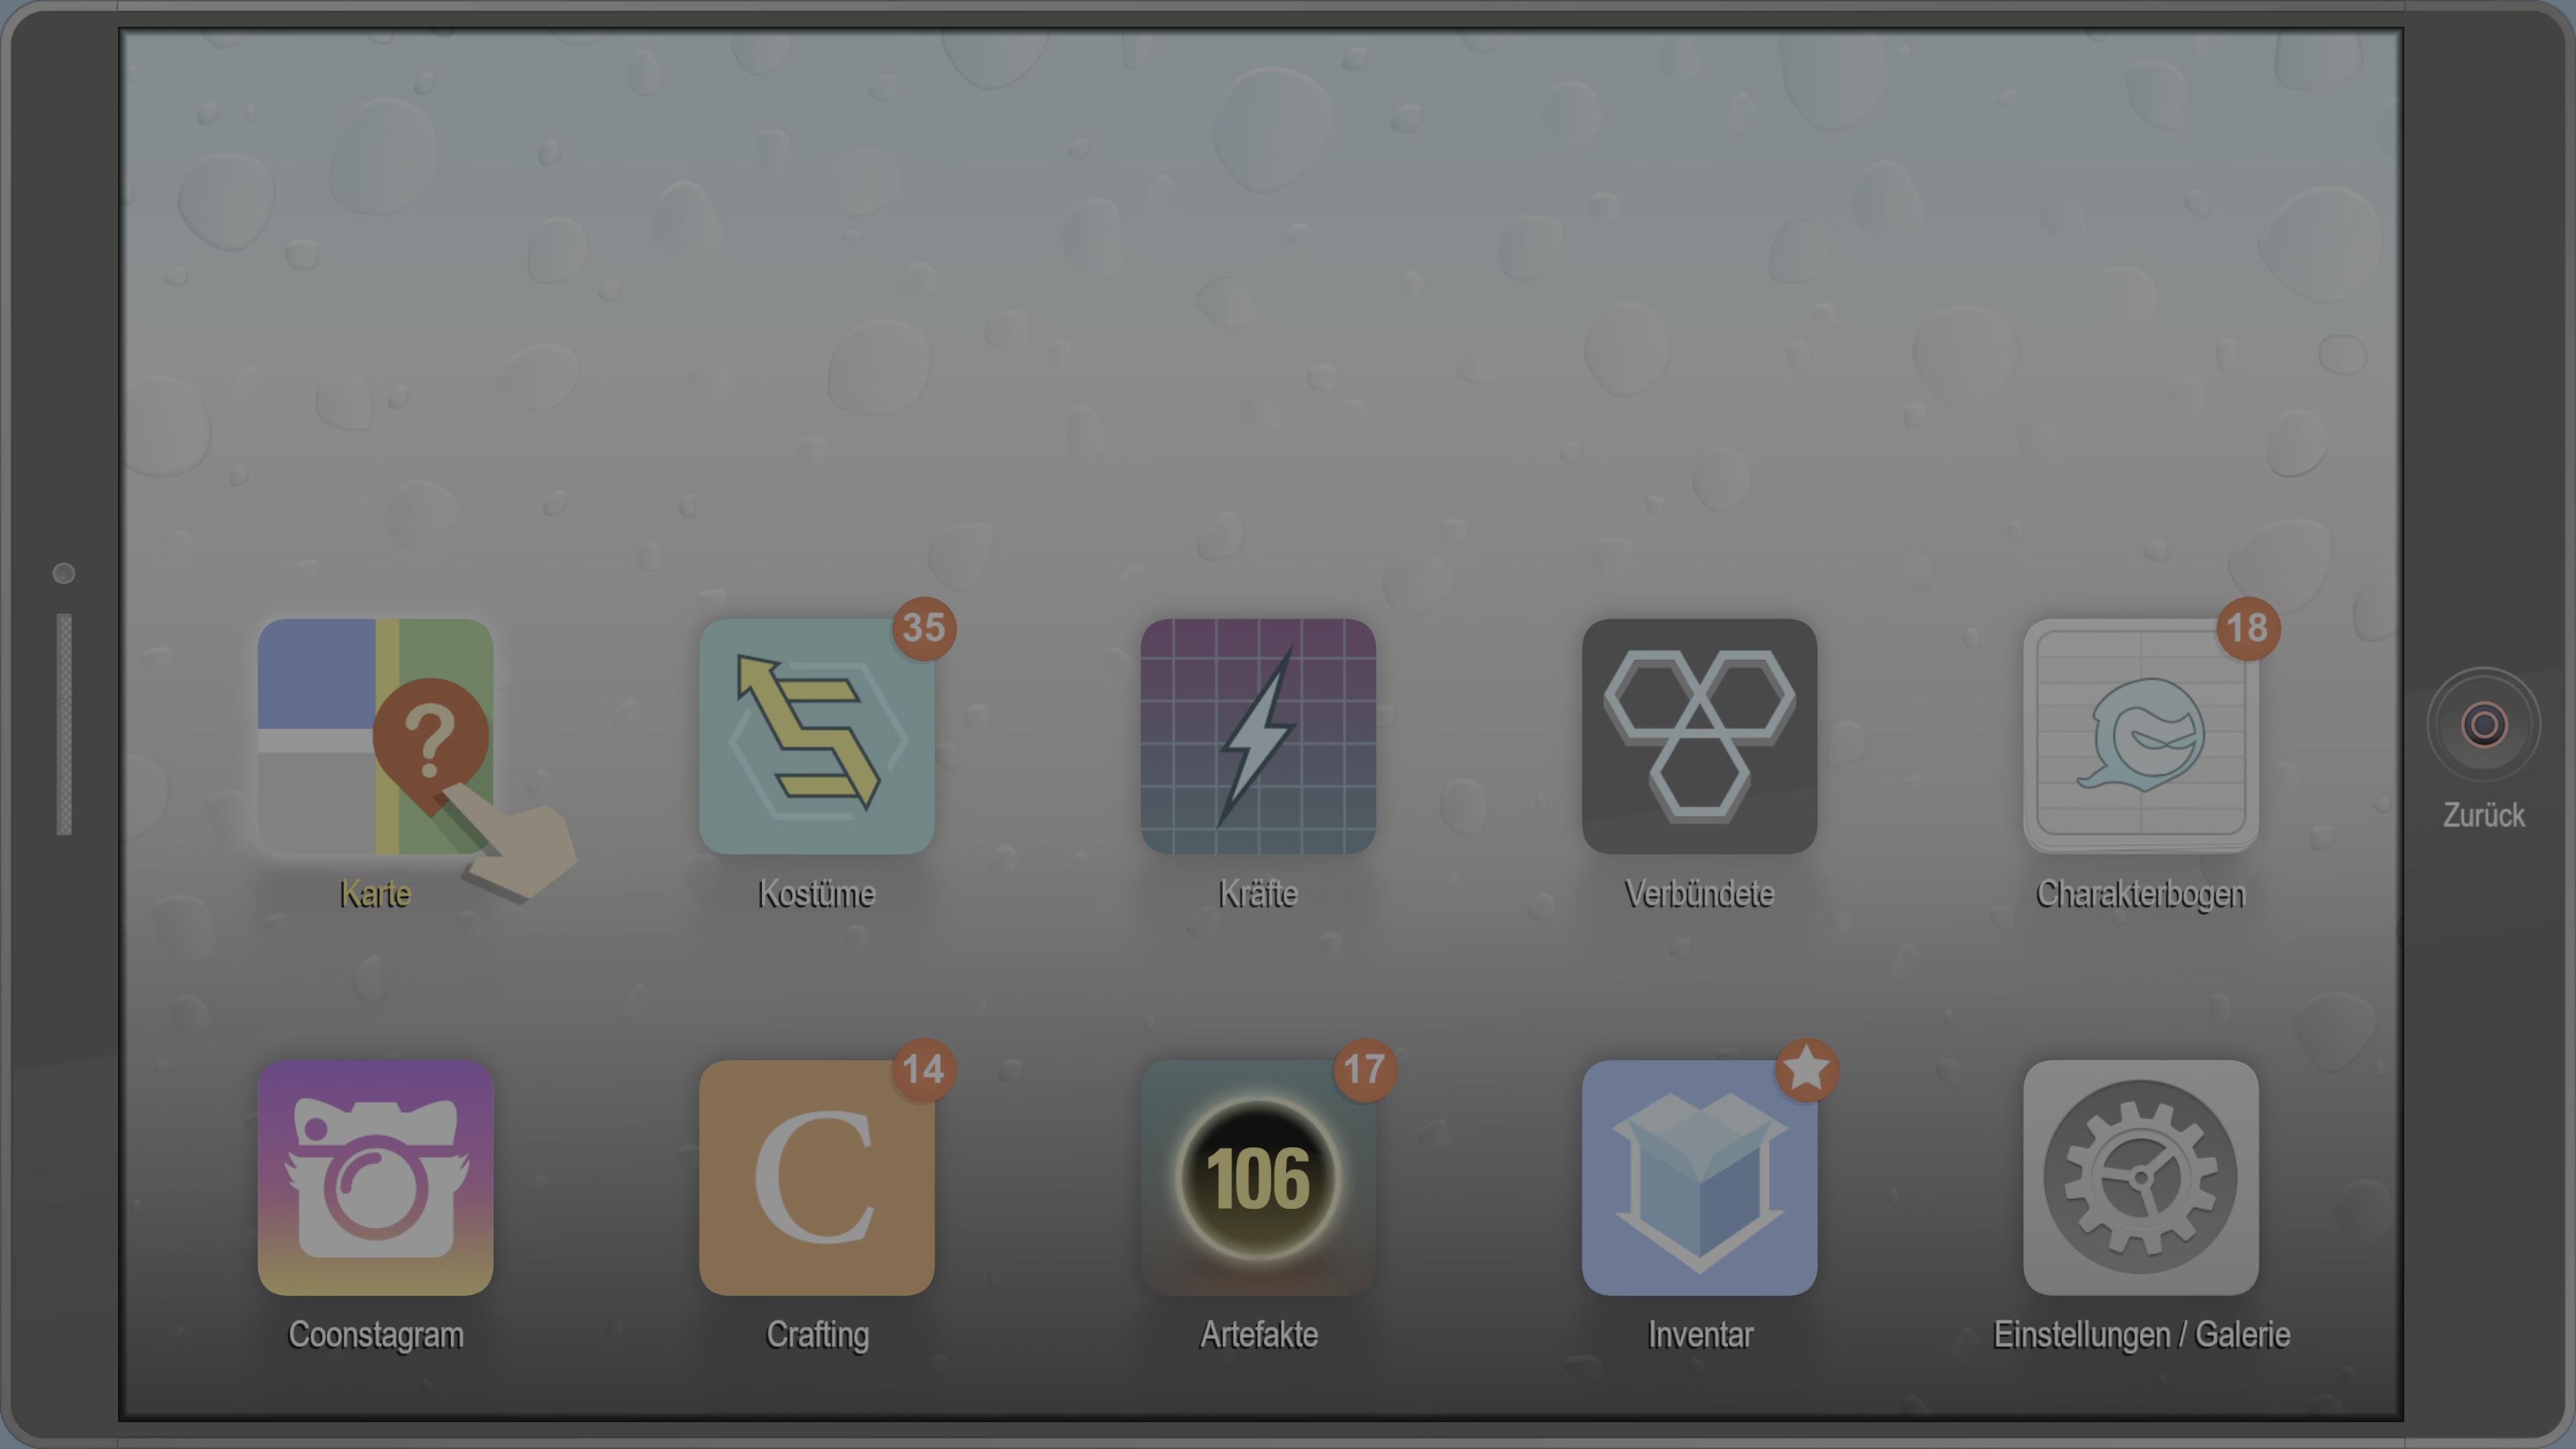 35
18
?
Karte
Kostüme
Kräfte
Verbündete
Charakterbogen
Zurück
14
17
C
106
Coonstagram
Crafting
Artefakte
Inventar
Einstellungen / Galerie